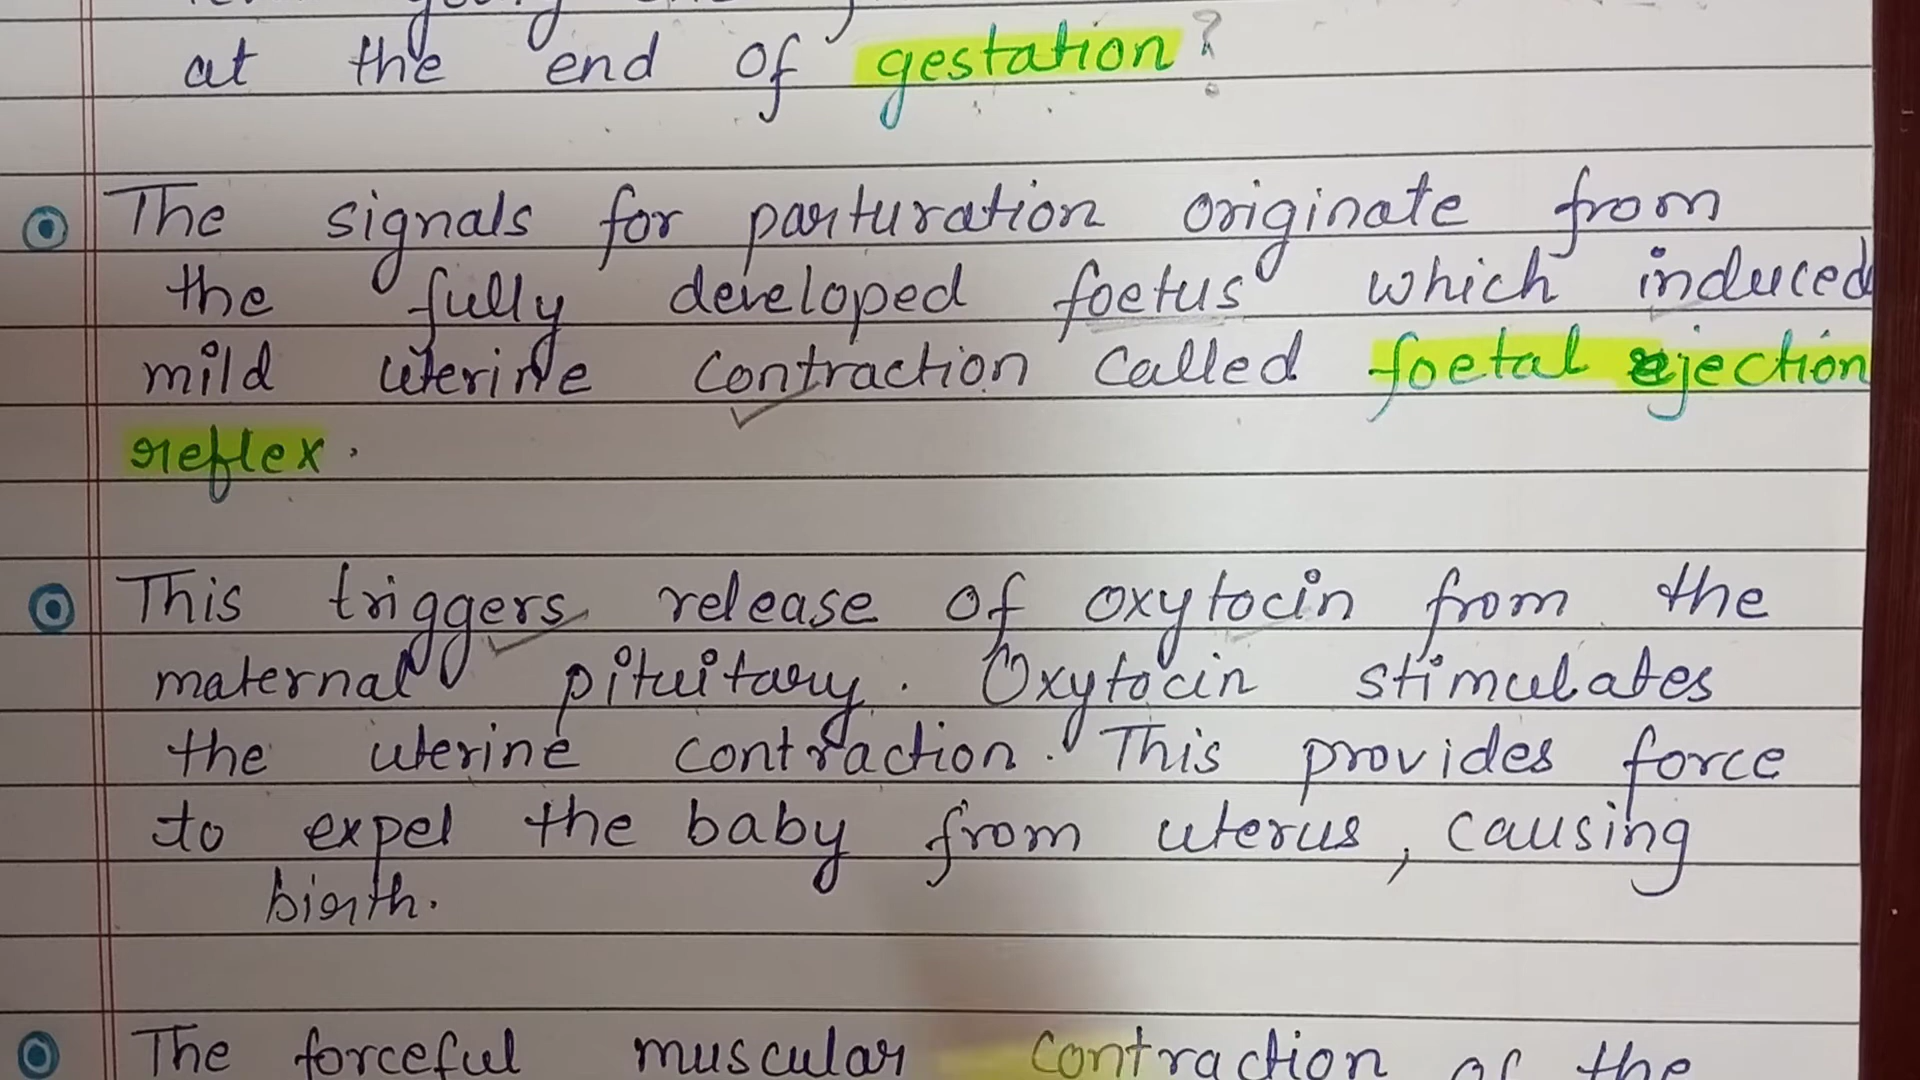 at the end of gestation?
The signals for parturation originate from
the fully developed foetus which induced
mild uterine contraction called foetal ejection
reflex.
This triggers release of oxytocin from the
maternal pituitary. Oxytocin stimulates
the uterine contraction. This provides force
to expel the baby from uterus, causing
birth.
The forceful muscular contraction of the